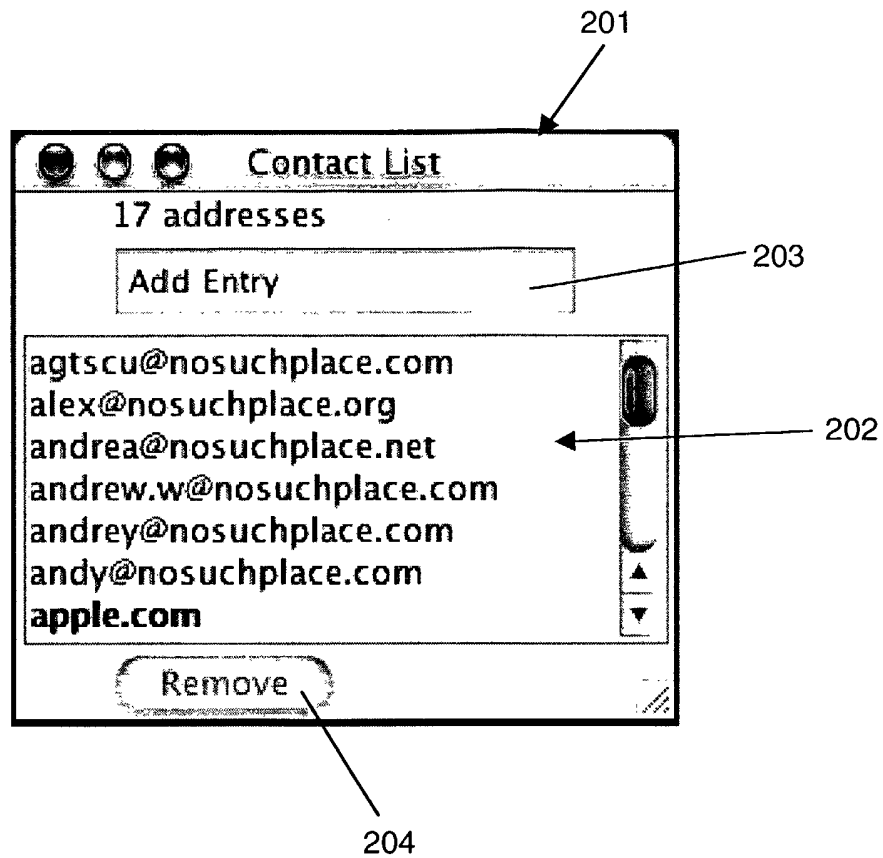 201
Contact List
17 addresses
203
Add Entry
agtscu@nosuchplace.com
alex@nosuchplace.org
andrea@nosuchplace.net
202
andrew.w@nosuchplace.com
andrey@nosuchplace.com
andy@nosuchplace.com
apple.com
Remove
204